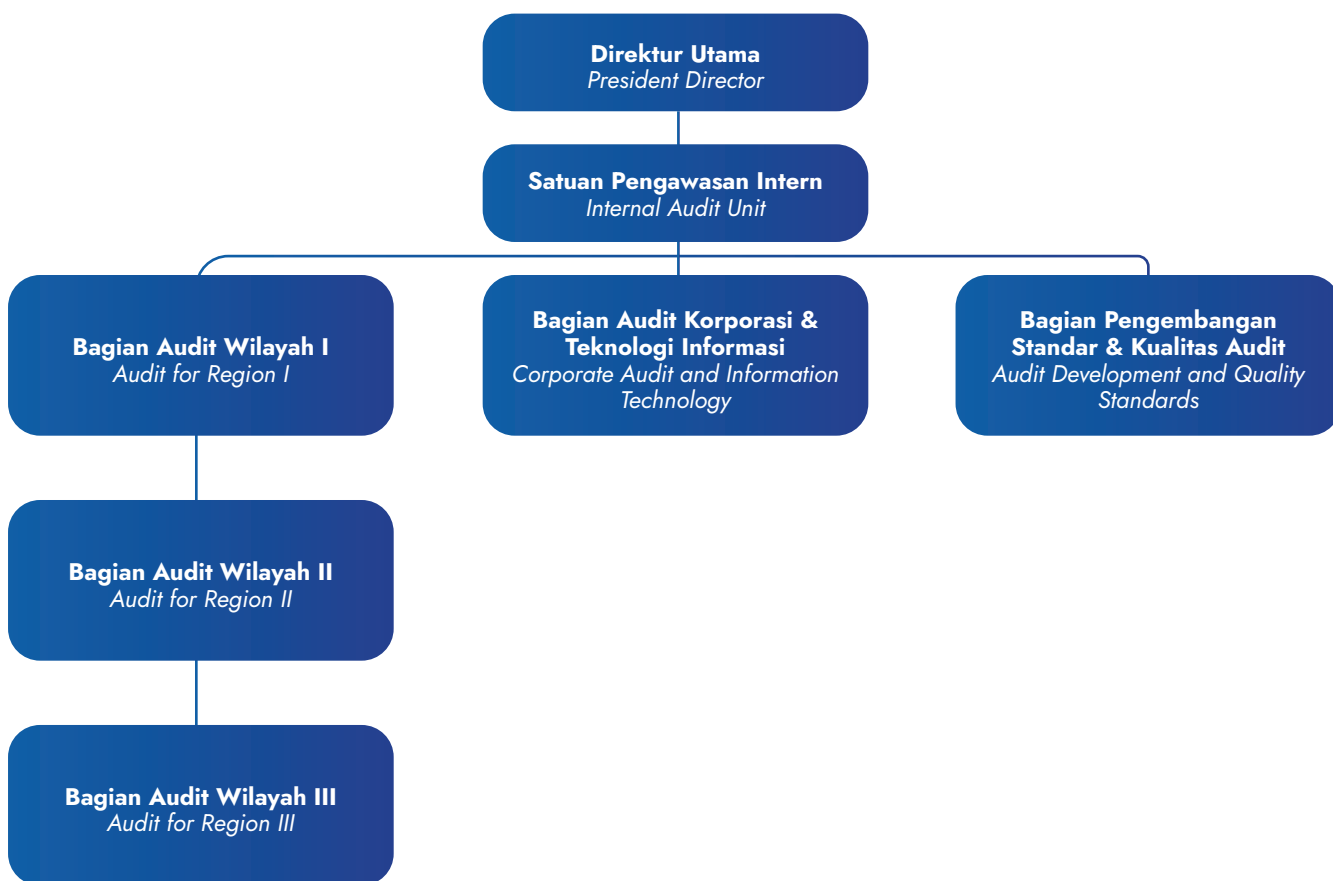 Direktur Utama
President Director
Satuan Pengawasan Intern
Internal Audit Unit
Bagian Audit Wilayah I
Audit for Region I
Bagian Audit Korporasi &
Teknologi Informasi
Corporate Audit and Information
Technology
Bagian Pengembangan
Standar & Kualitas Audit
Audit Development and Quality
Standards
Bagian Audit Wilayah II
Audit for Region II
Bagian Audit Wilayah III
Audit for Region III